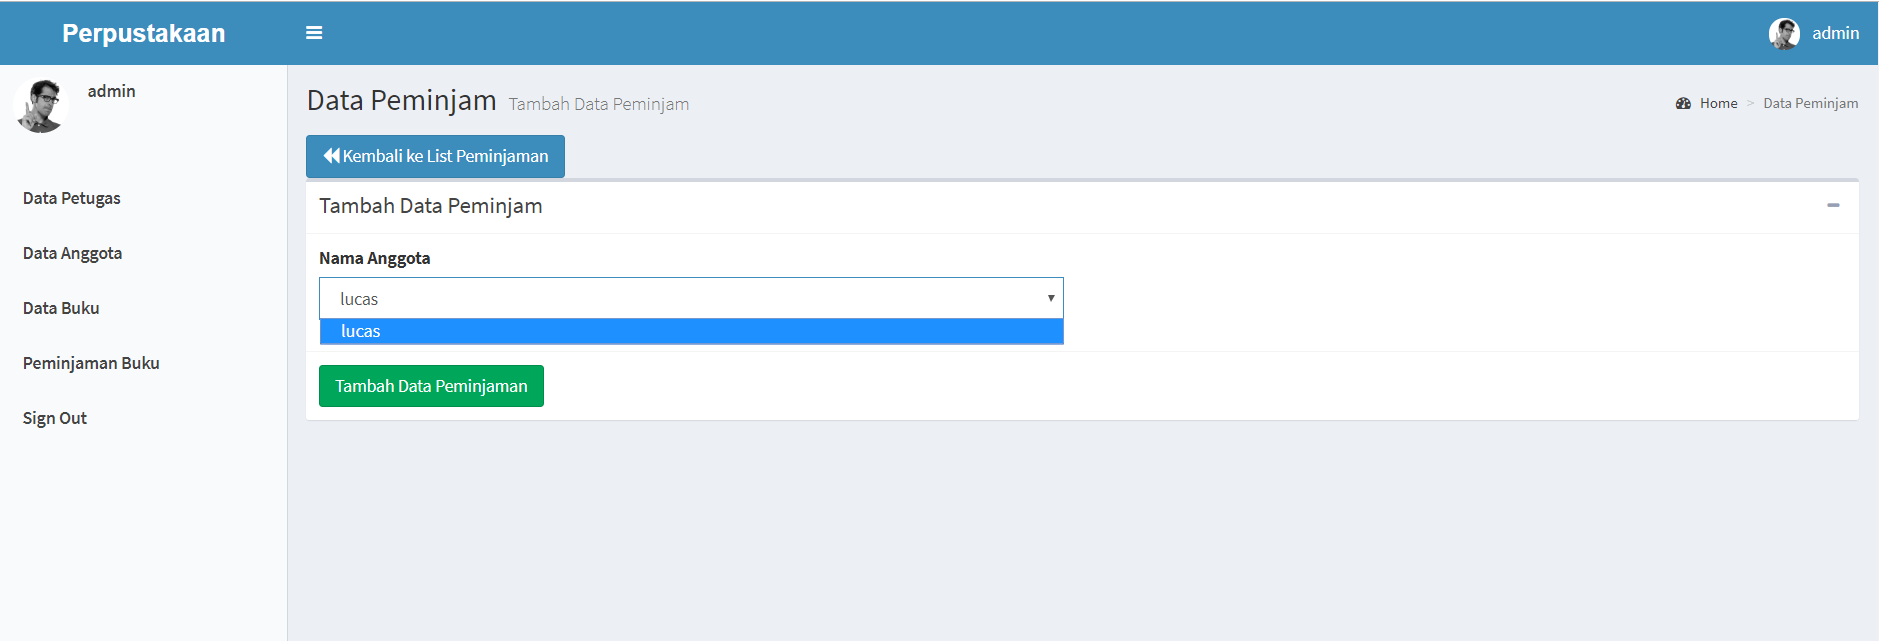 Perpustakaan
admin
admin
Data Petugas
Data Anggota
Data Buku
Peminjaman Buku
Sign Out
Data Peminjam Tambah Data Peminjam
Home > Data Peminjam
Kembali ke List Peminjaman
Tambah Data Peminjam
Nama Anggota
lucas
lucas
Tambah Data Peminjaman